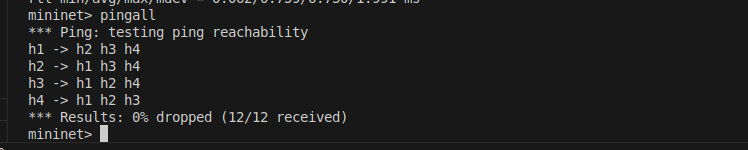 mininet> pingall
*** Ping: testing ping reachability
h1 -> h2 h3 h4
h2 -> h1 h3 h4
h3 -> h1 h2 h4
h4 -> h1 h2 h3
*** Results: 0% dropped (12/12 received)
mininet>